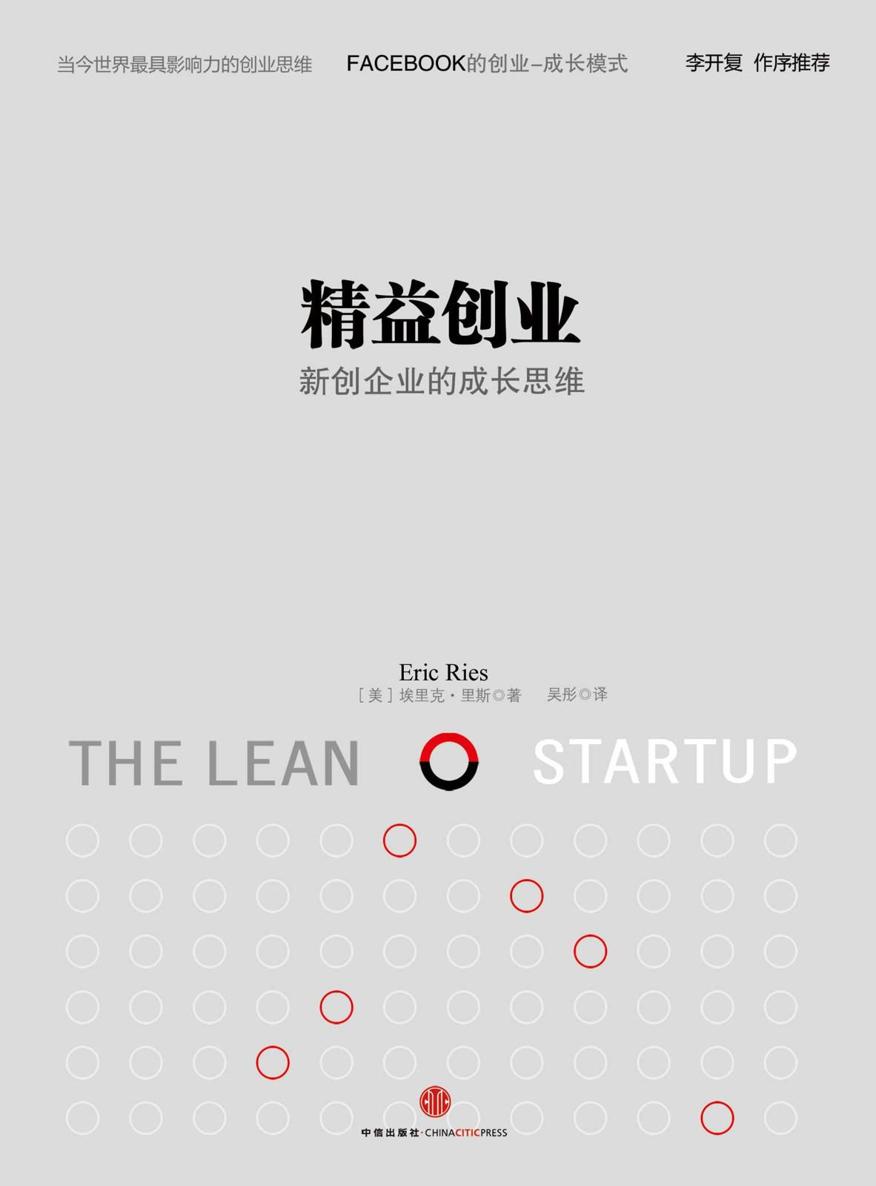 当今世界最具影响力的创业思维 FACEBOOK的创业-成长模式 李开复 作序推荐
精益创业
新创企业的成长思维
Eric Ries
[美]埃里克·里斯◎著 吴彤◎译
THE LEAN STARTUP
中信出版社·CHINACITICPRESS